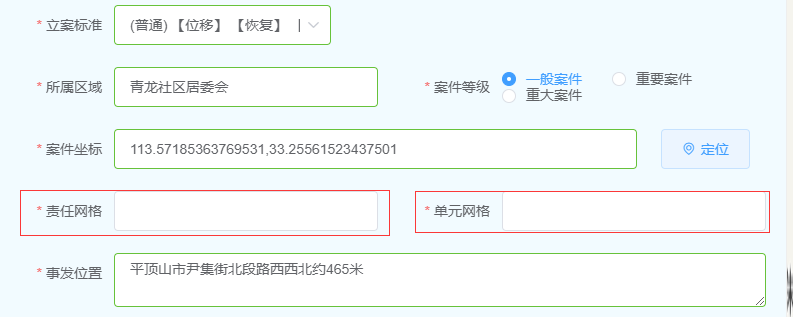 * 立案标准 (普通) 【位移】 【恢复】 |
* 所属区域 青龙社区居委会 * 案件等级 一般案件 重要案件
重大案件
* 案件坐标 113.57185363769531,33.25561523437501 定位
* 责任网格 * 单元网格
* 事发位置 平顶山市尹集街北段路西西北约465米